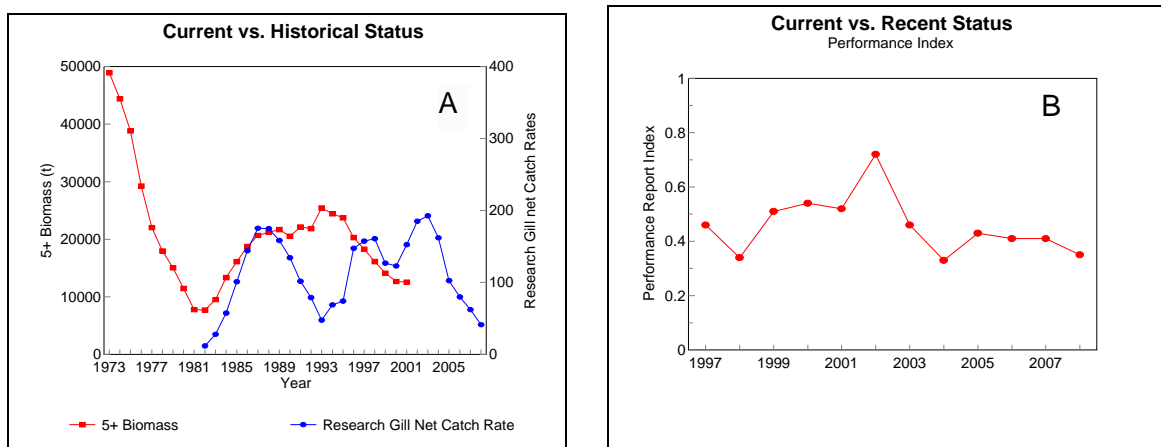 Current vs. Historical Status
A
5+ Biomass (t)
50000
40000
30000
20000
10000
0
Research Gill net Catch Rates
400
300
200
100
0
1973 1977 1981 1985 1989 1993 1997 2001 2005
Year
5+ Biomass Research Gill Net Catch Rate
Current vs. Recent Status
Performance Index
B
Performance Report Index
1
0.8
0.6
0.4
0.2
0
1997 1999 2001 2003 2005 2007